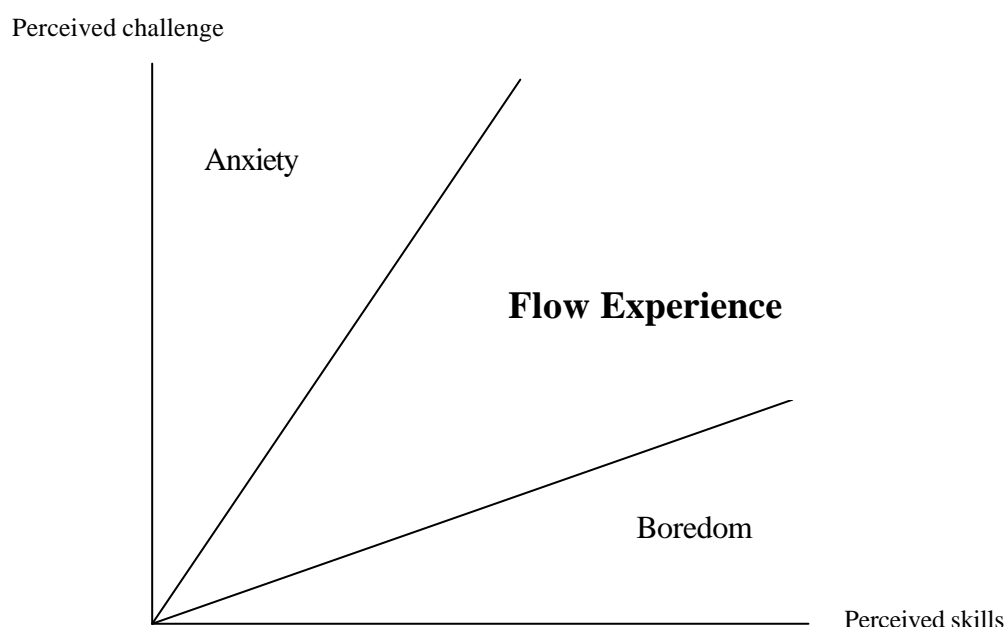 Perceived challenge
Anxiety
Flow Experience
Boredom
Perceived skills